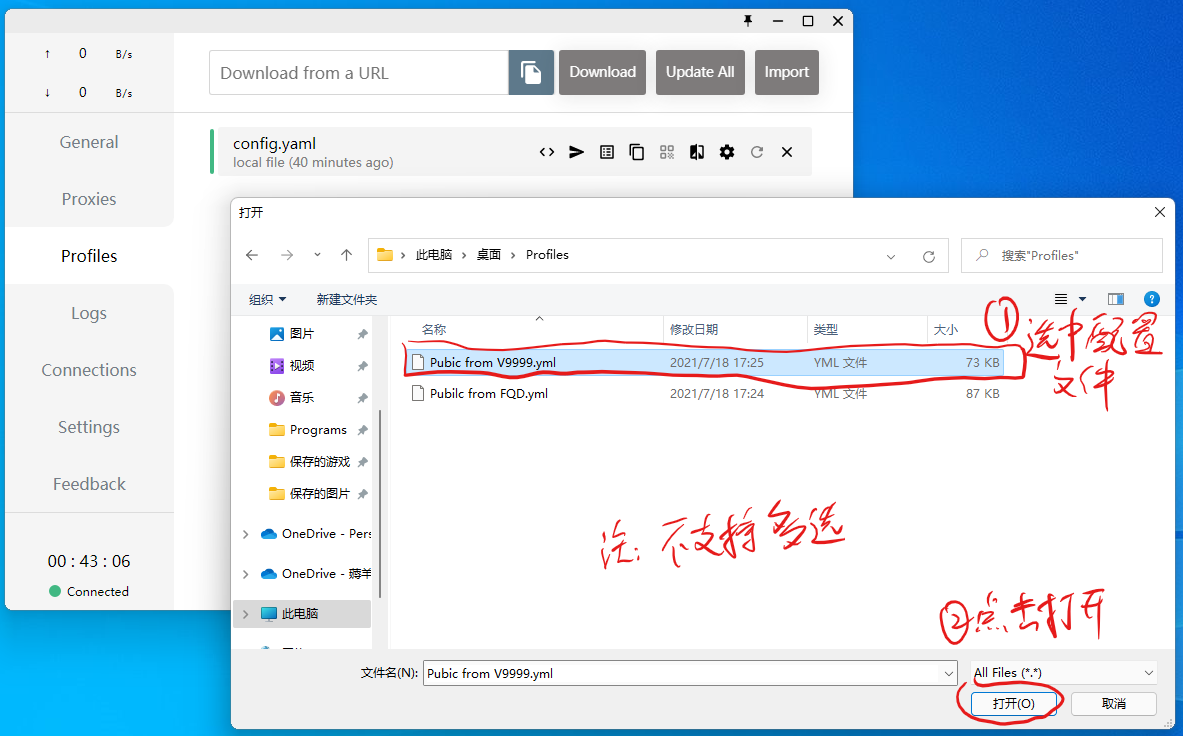 ↑ 0 B/s
↓ 0 B/s
Download from a URL
Download
Update All
Import
General
Proxies
Profiles
Logs
Connections
Settings
Feedback
00 : 43 : 06
Connected
config.yaml
local file (40 minutes ago)
打开
此电脑 > 桌面 > Profiles
搜索"Profiles"
组织
新建文件夹
图片
视频
音乐
Programs
保存的游戏
保存的图片
OneDrive - Pers
OneDrive - 薅羊
此电脑
名称 修改日期 类型 大小
Pubic from V9999.yml 2021/7/18 17:25 YML 文件 73 KB
Pubilc from FQD.yml 2021/7/18 17:24 YML 文件 87 KB
①选中配置
文件
注: 不支持多选
②点击打开
文件名(N): Pubic from V9999.yml
All Files (*.*)
打开(O)
取消